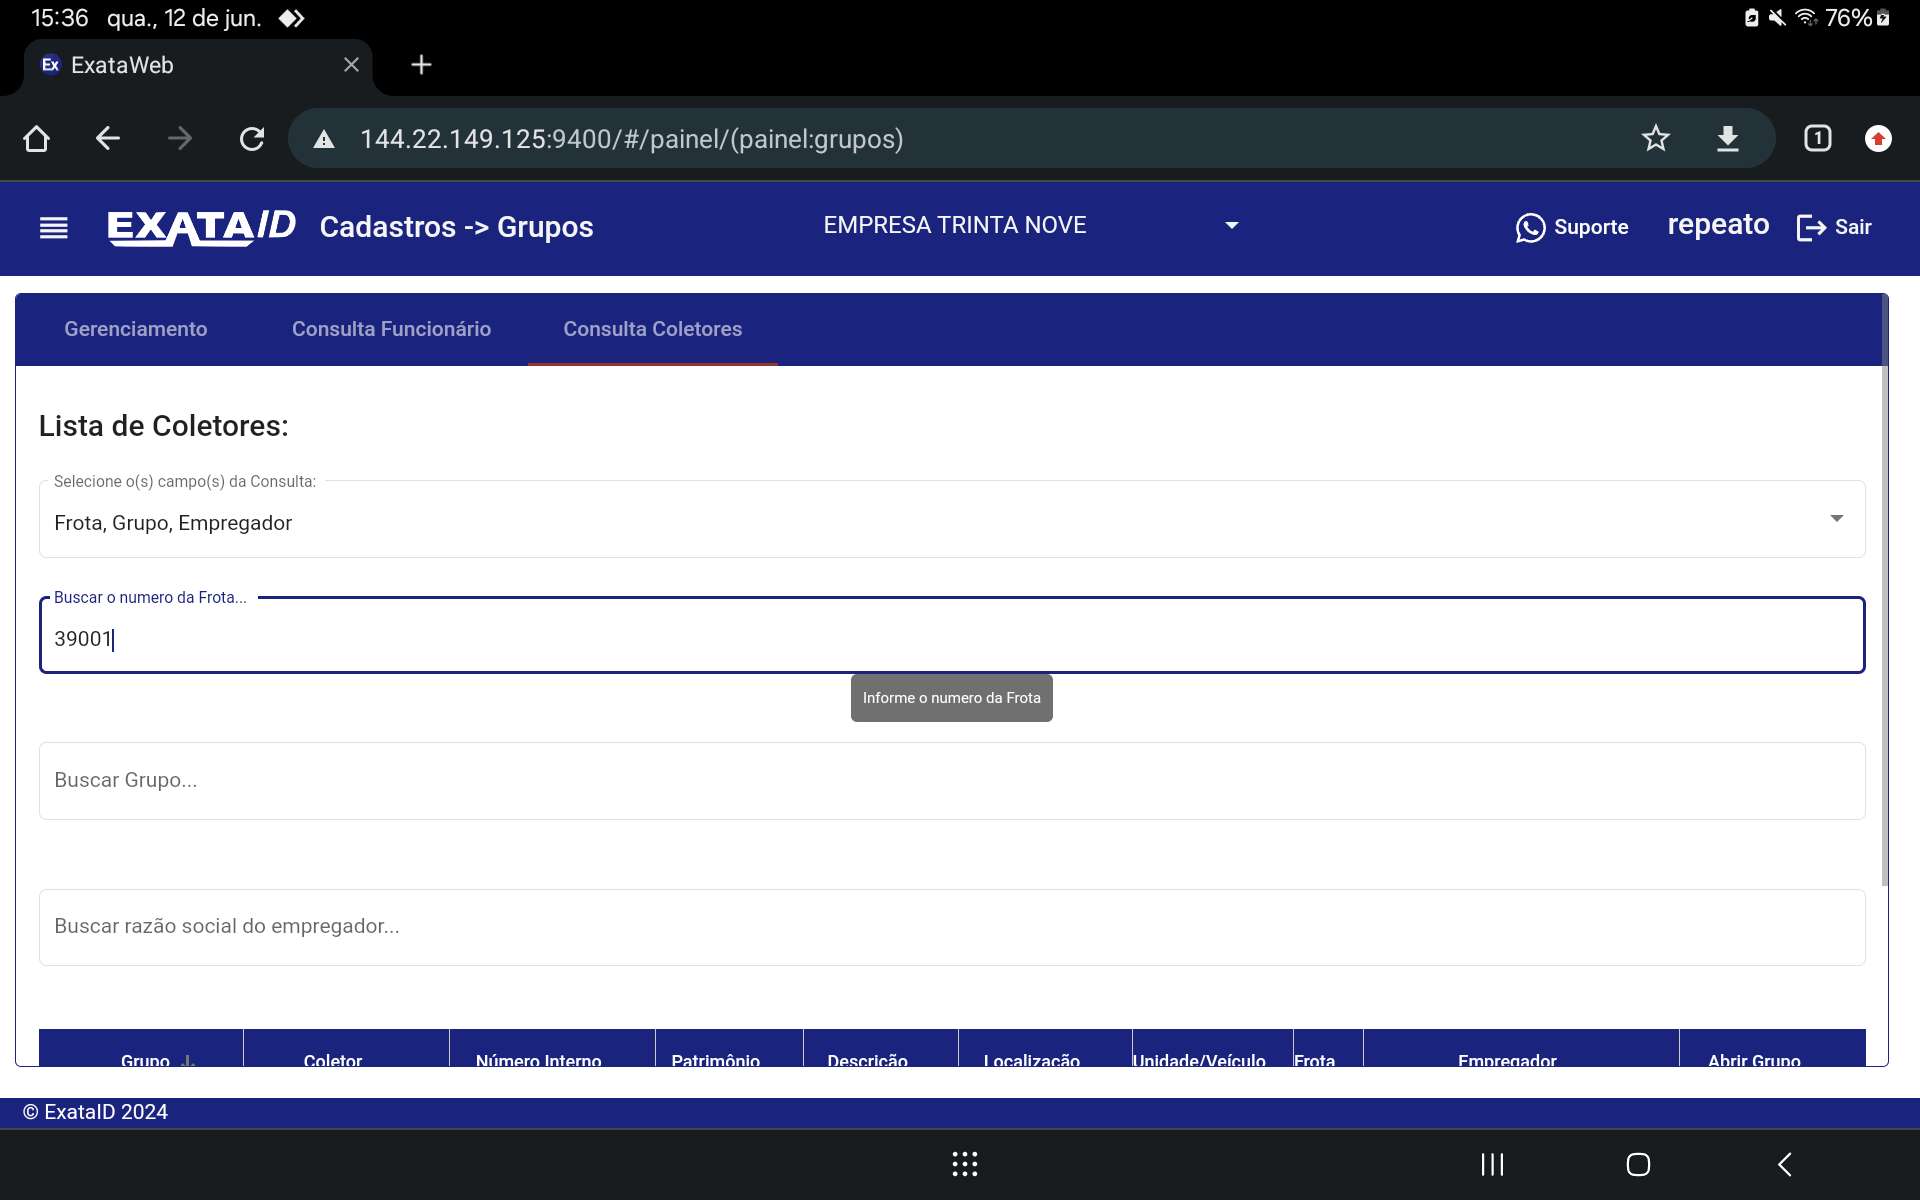 15:36 qua., 12 de jun.
76%
Ex ExataWeb
144.22.149.125:9400/#/painel/(painel:grupos)
1
EXATAID Cadastros -> Grupos EMPRESA TRINTA NOVE Suporte repeato Sair
Gerenciamento Consulta Funcionário Consulta Coletores
Lista de Coletores:
Selecione o(s) campo(s) da Consulta:
Frota, Grupo, Empregador
Buscar o numero da Frota...
39001
Informe o numero da Frota
Buscar Grupo...
Buscar razão social do empregador...
Grupo Coletor Número Interno Patrimônio Descrição Localização Unidade/Veículo Frota Empregador Abrir Grupo
© ExataID 2024